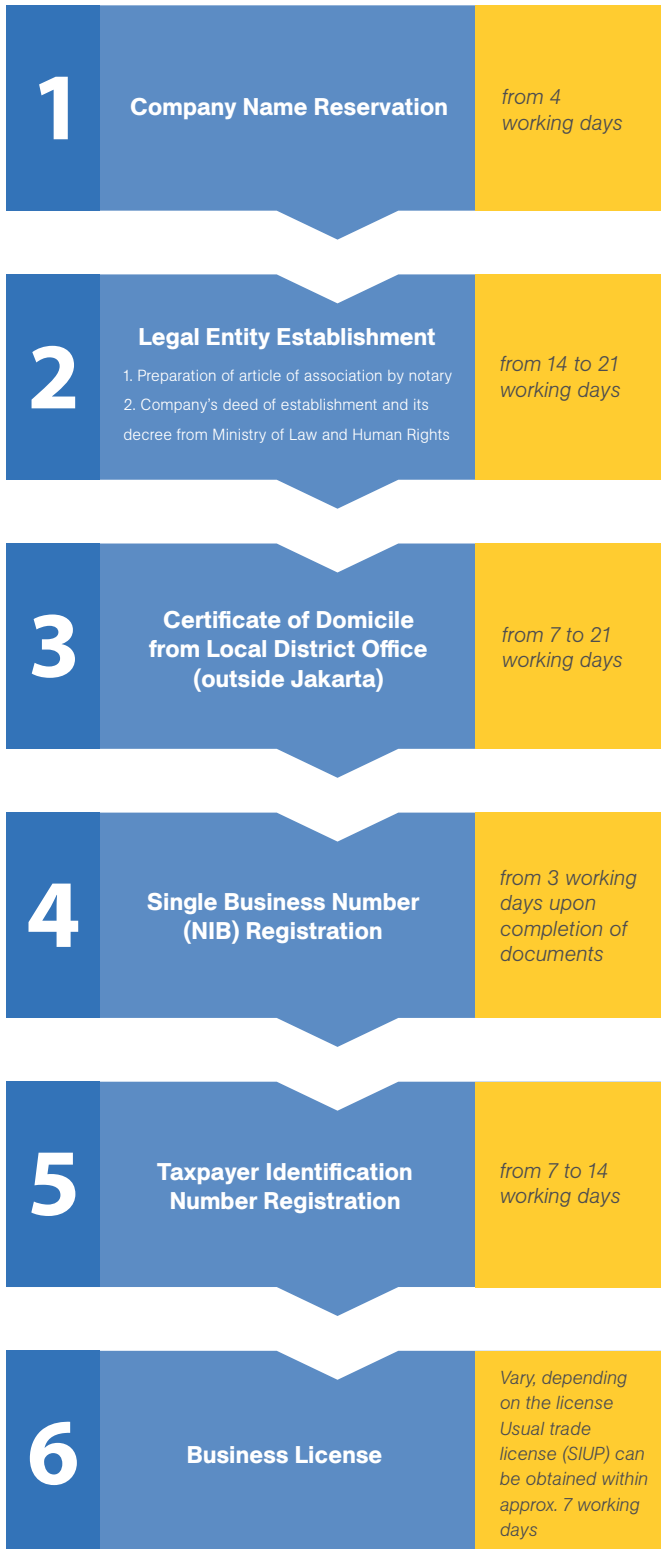 1
Company Name Reservation
from 4
working days
2
Legal Entity Establishment
1. Preparation of article of association by notary
2. Company's deed of establishment and its
decree from Ministry of Law and Human Rights
from 14 to 21
working days
3
Certificate of Domicile
from Local District Office
(outside Jakarta)
from 7 to 21
working days
4
Single Business Number
(NIB) Registration
from 3 working
days upon
completion of
documents
5
Taxpayer Identification
Number Registration
from 7 to 14
working days
6
Business License
Vary, depending
on the license
Usual trade
license (SIUP) can
be obtained within
approx. 7 working
days